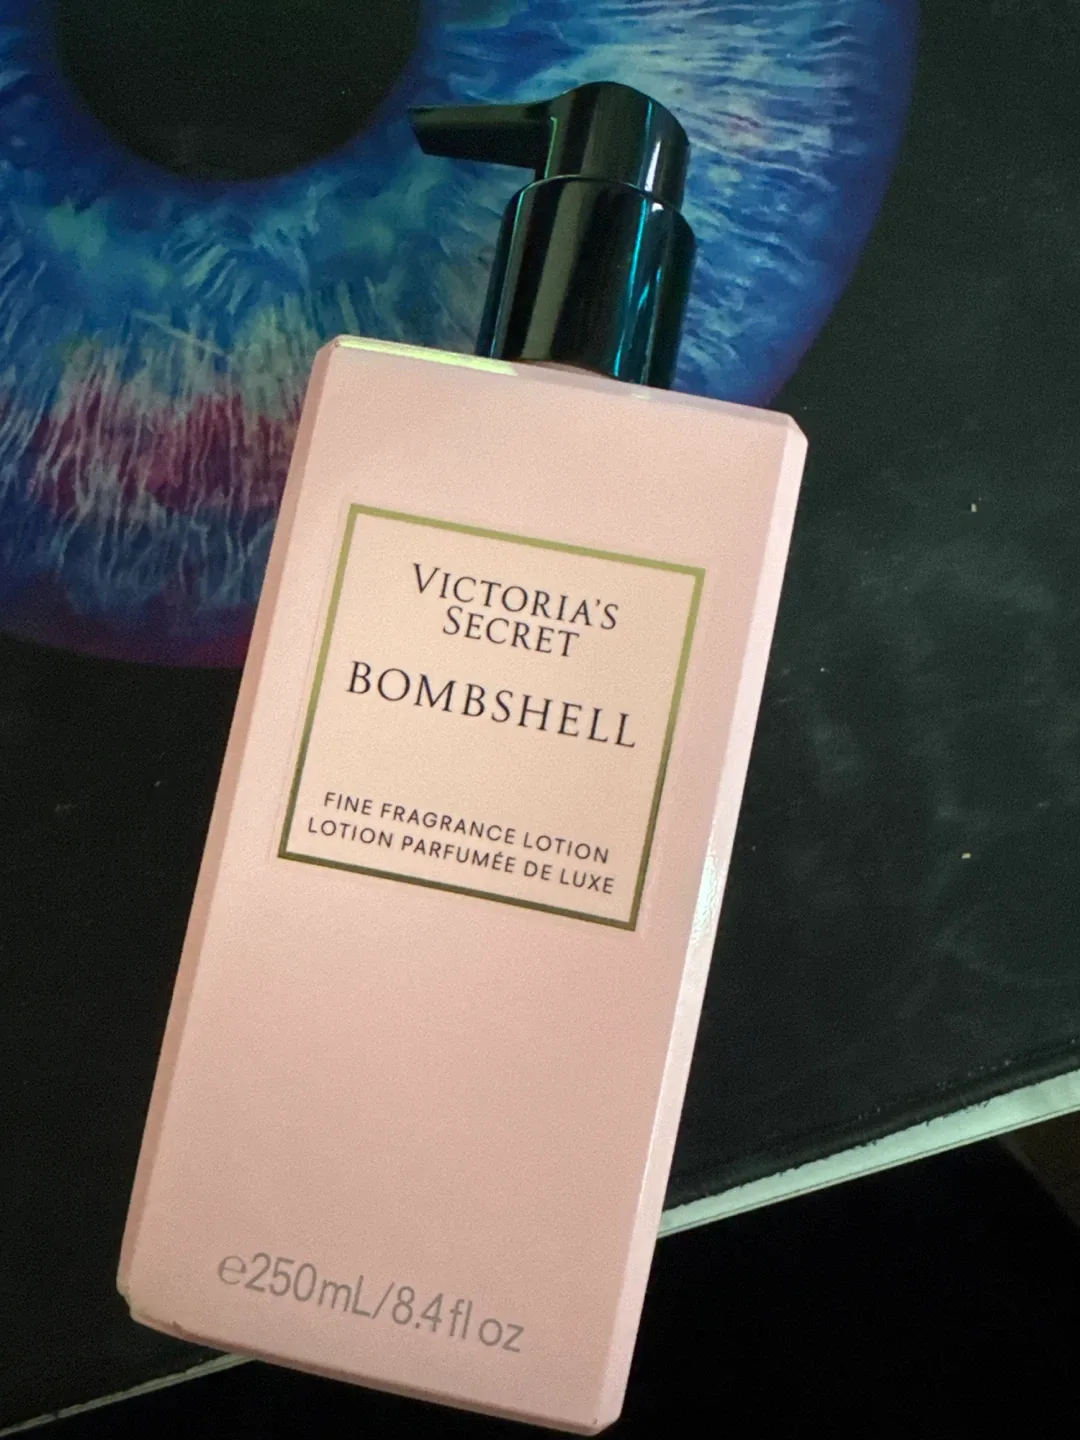 VICTORIA'S
SECRET
BOMBSHELL
FINE FRAGRANCE LOTION
LOTION PARFUMÉE DE LUXE
℮250mL/8.4 fl oz